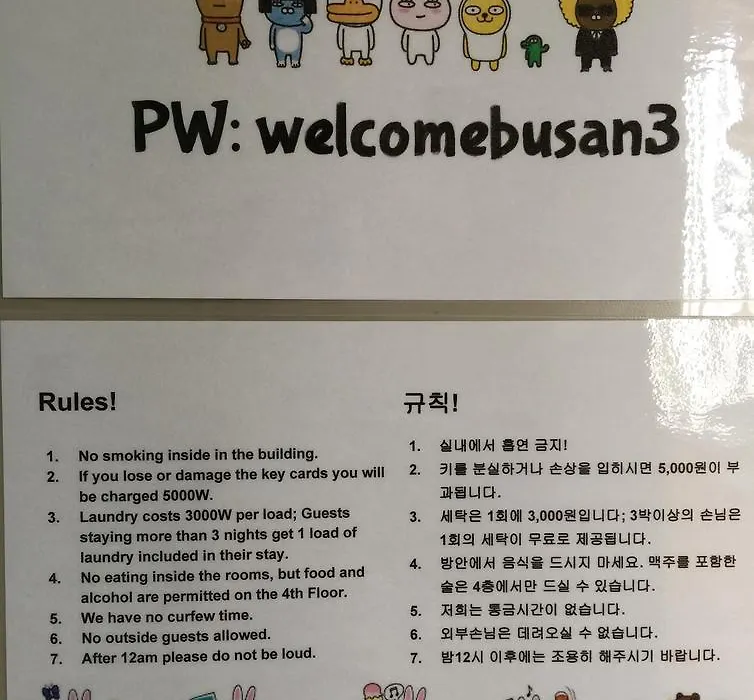 PW: welcomebusan3
Rules!
1. No smoking inside in the building.
2. If you lose or damage the key cards you will
be charged 5000W.
3. Laundry costs 3000W per load; Guests
staying more than 3 nights get 1 load of
laundry included in their stay.
4. No eating inside the rooms, but food and
alcohol are permitted on the 4th Floor.
5. We have no curfew time.
6. No outside guests allowed.
7. After 12am please do not be loud.
규칙!
1. 실내에서 흡연 금지!
2. 키를 분실하거나 손상을 입히시면 5,000원이 부
과됩니다.
3. 세탁은 1회에 3,000원입니다; 3박이상의 손님은
1회의 세탁이 무료로 제공됩니다.
4. 방안에서 음식을 드시지 마세요. 맥주를 포함한
술은 4층에서만 드실 수 있습니다.
5. 저희는 통금시간이 없습니다.
6. 외부손님은 데려오실 수 없습니다.
7. 밤12시 이후에는 조용히 해주시기 바랍니다.